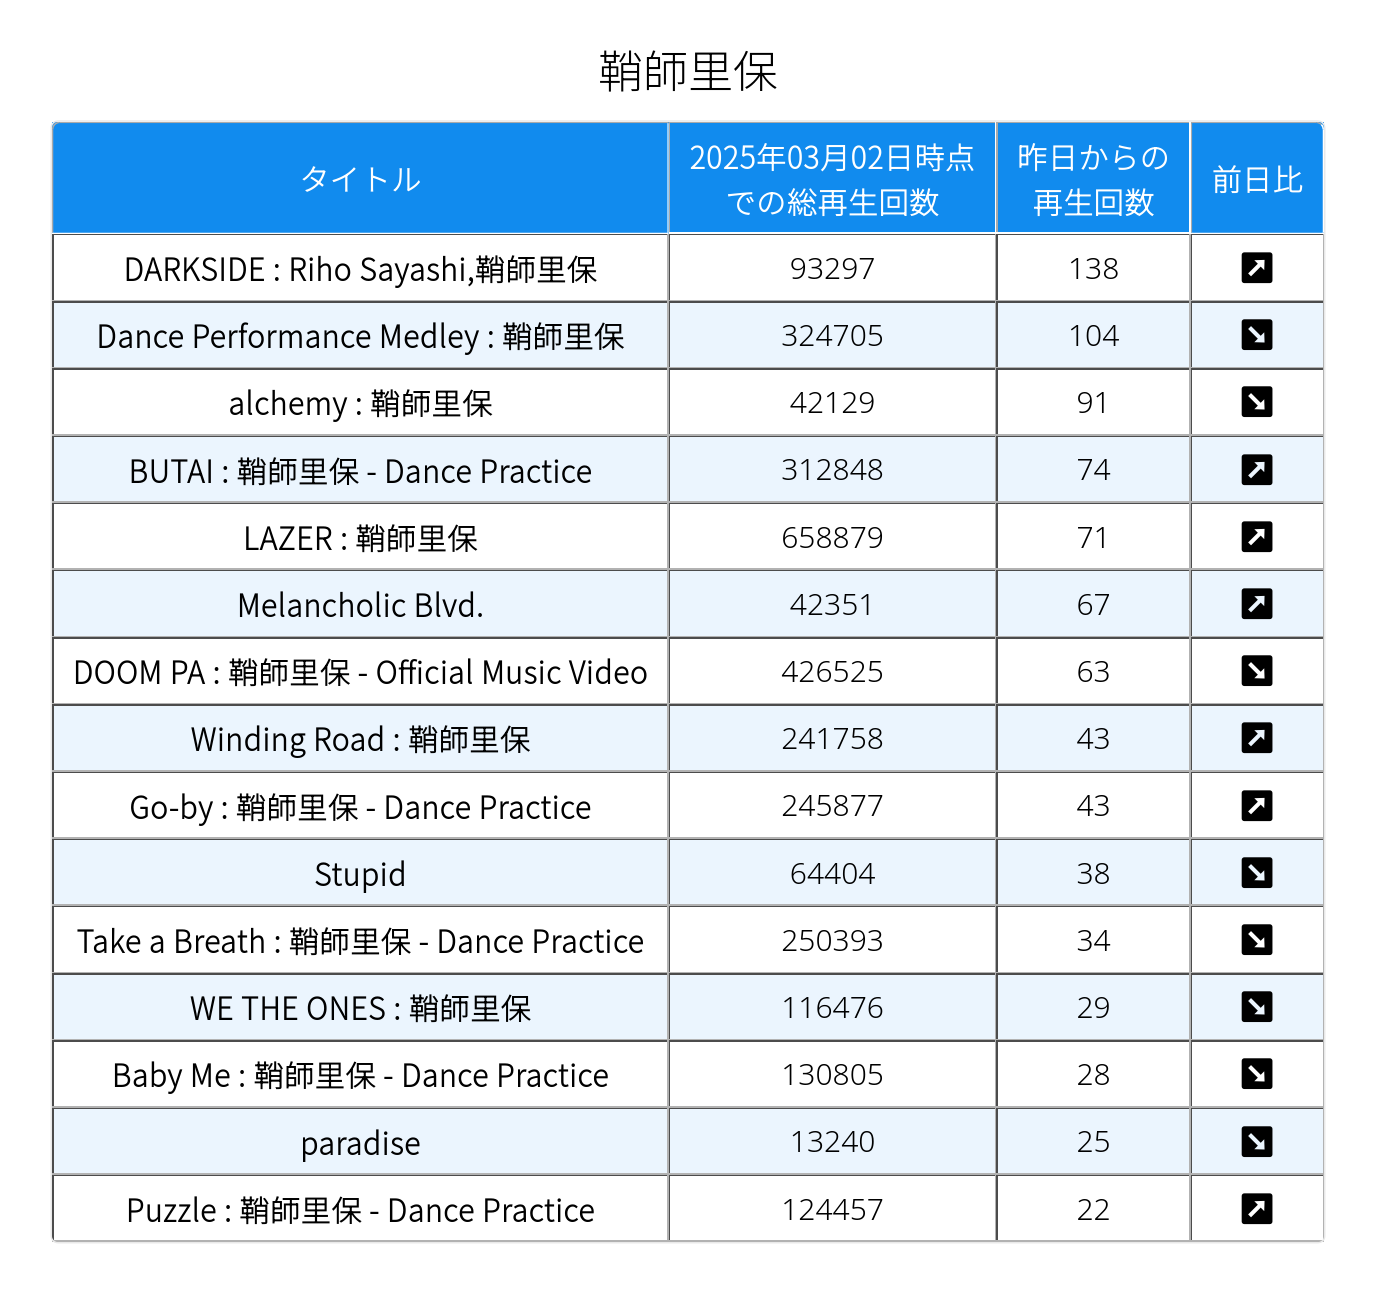 鞘師里保
タイトル
2025年03月02日時点
での総再生回数
昨日からの
再生回数
前日比
DARKSIDE : Riho Sayashi,鞘師里保 93297 138 ↗
Dance Performance Medley : 鞘師里保 324705 104 ↘
alchemy : 鞘師里保 42129 91 ↘
BUTAI : 鞘師里保 - Dance Practice 312848 74 ↗
LAZER : 鞘師里保 658879 71 ↗
Melancholic Blvd. 42351 67 ↗
DOOM PA : 鞘師里保 - Official Music Video 426525 63 ↘
Winding Road : 鞘師里保 241758 43 ↗
Go-by : 鞘師里保 - Dance Practice 245877 43 ↗
Stupid 64404 38 ↘
Take a Breath : 鞘師里保 - Dance Practice 250393 34 ↘
WE THE ONES : 鞘師里保 116476 29 ↘
Baby Me : 鞘師里保 - Dance Practice 130805 28 ↘
paradise 13240 25 ↘
Puzzle : 鞘師里保 - Dance Practice 124457 22 ↗